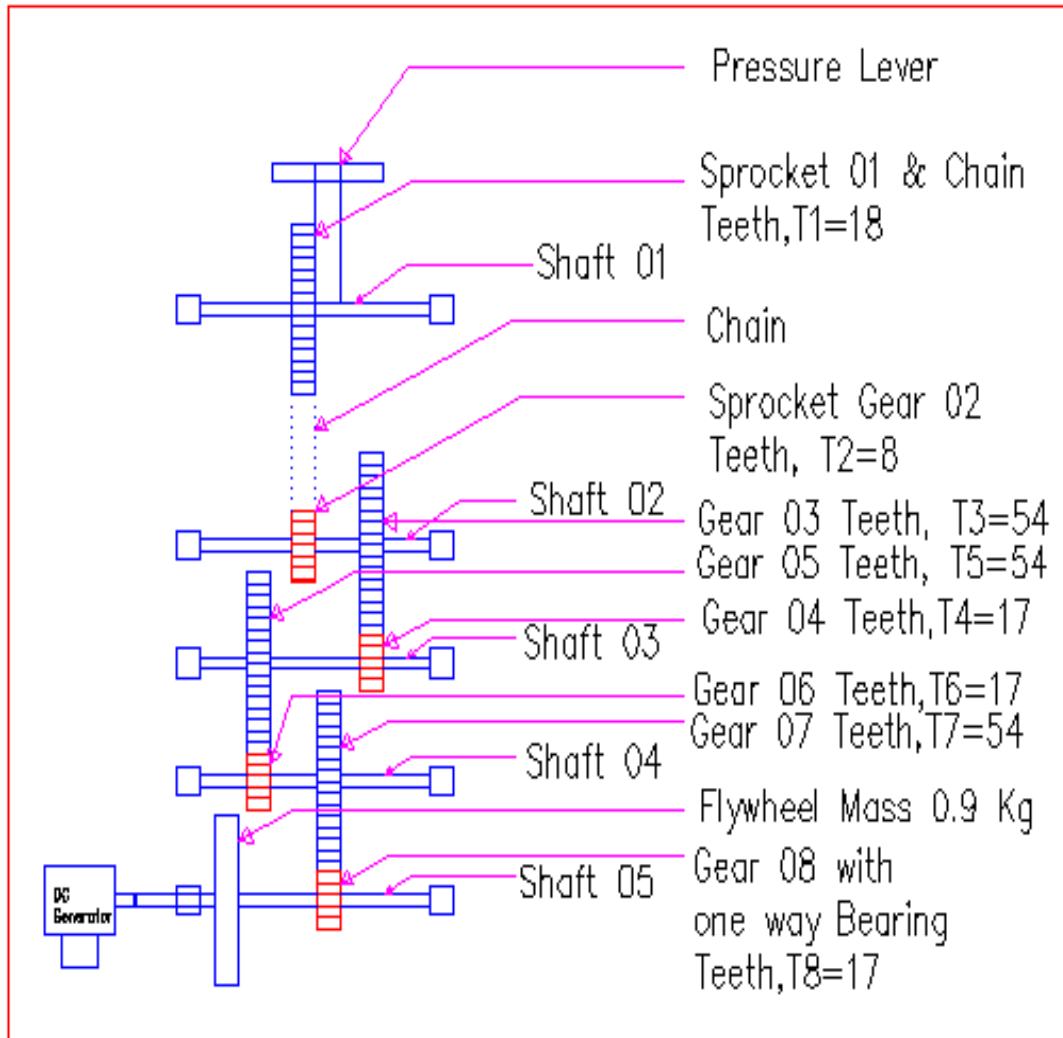 Pressure Lever
Sprocket 01 & Chain
Teeth,T1=18
Shaft 01
Chain
Sprocket Gear 02
Teeth, T2=8
Shaft 02
Gear 03 Teeth, T3=54
Gear 05 Teeth, T5=54
Gear 04 Teeth,T4=17
Shaft 03
Gear 06 Teeth,T6=17
Gear 07 Teeth,T7=54
Shaft 04
Flywheel Mass 0.9 Kg
Gear 08 with
one way Bearing
Teeth,T8=17
Shaft 05
DC
Generator